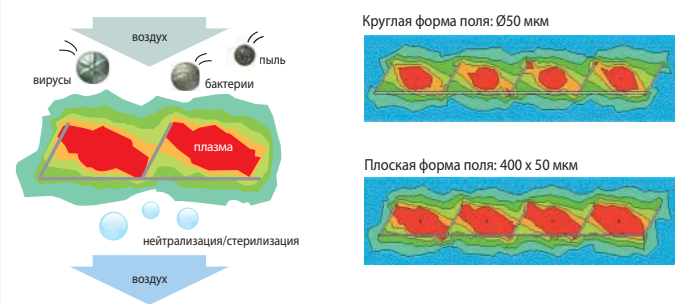 воздух
вирусы
бактерии
пыль
плазма
нейтрализация/стерилизация
воздух
Круглая форма поля: Ø50 мкм
Плоская форма поля: 400 x 50 мкм